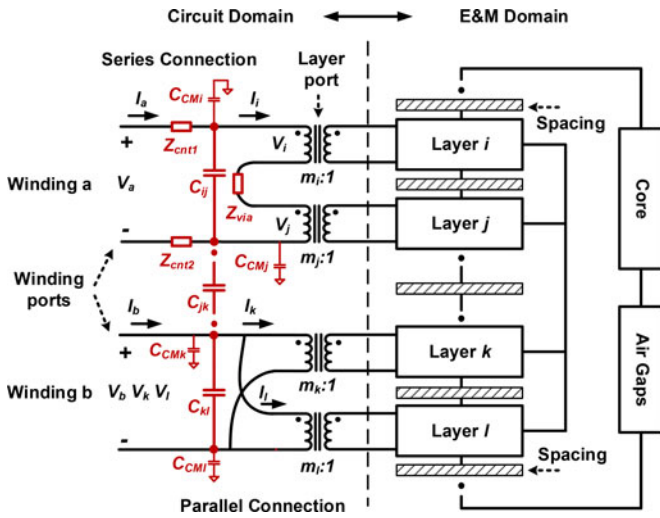 Circuit Domain
E&M Domain
Series Connection
Layer port
C_CMi
I_a
I_i
Spacing
+
Z_cnt1
V_i
Layer i
m_i:1
Winding a
V_a
C_ij
Z_via
Core
V_j
Layer j
-
Z_cnt2
C_CMj
m_j:1
Winding ports
C_jk
I_b
I_k
+
C_CMk
Layer k
m_k:1
Air Gaps
Winding b
V_b V_k V_l
C_kl
I_l
Layer l
-
C_CMl
m_l:1
Spacing
Parallel Connection